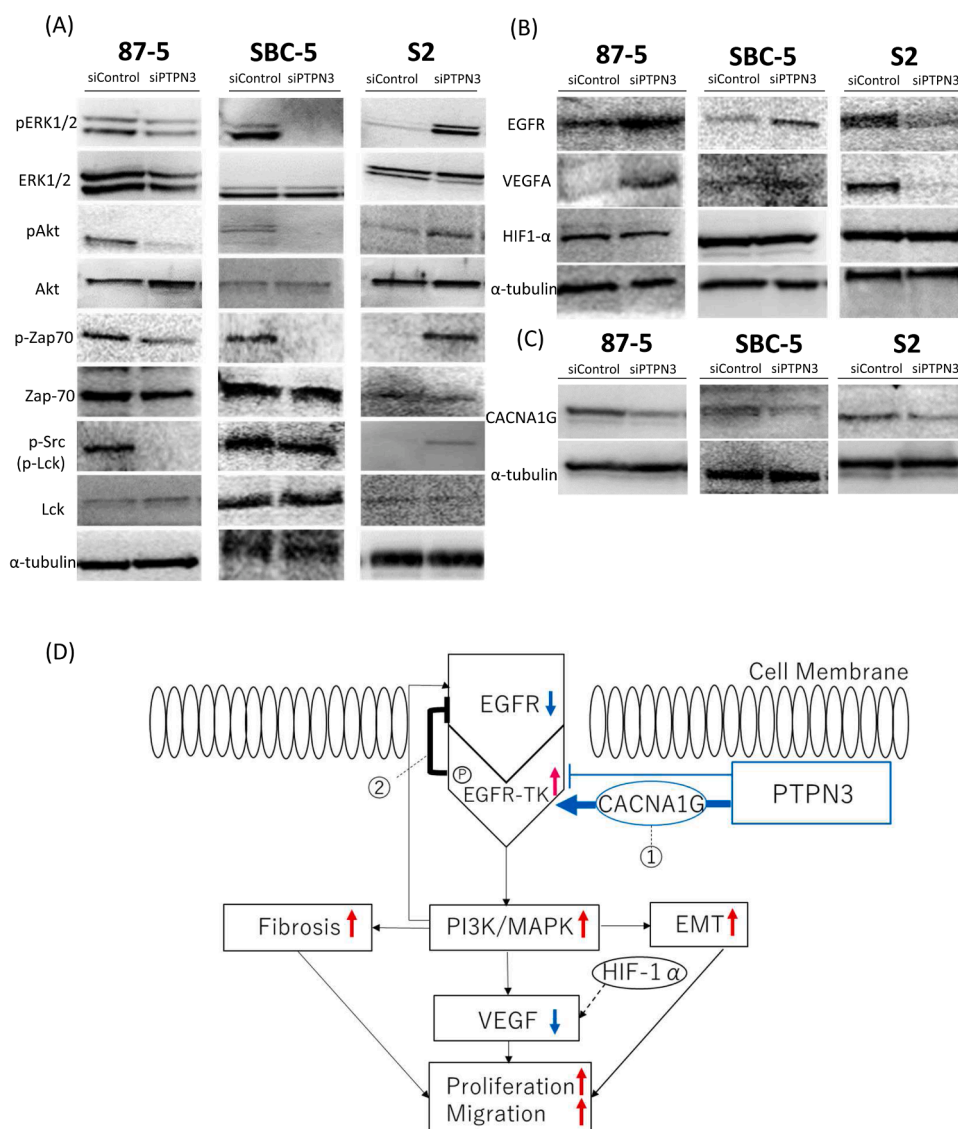 (A)
87-5 SBC-5 S2
siControl siPTPN3 siControl siPTPN3 siControl siPTPN3
pERK1/2
ERK1/2
pAkt
Akt
p-Zap70
Zap-70
p-Src
(p-Lck)
Lck
α-tubulin
(B)
87-5 SBC-5 S2
siControl siPTPN3 siControl siPTPN3 siControl siPTPN3
EGFR
VEGFA
HIF1-α
α-tubulin
(C)
87-5 SBC-5 S2
siControl siPTPN3 siControl siPTPN3 siControl siPTPN3
CACNA1G
α-tubulin
(D)
Cell Membrane
EGFR
②
P
EGFR-TK
CACNA1G
PTPN3
①
Fibrosis
PI3K/MAPK
EMT
HIF-1 α
VEGF
Proliferation
Migration